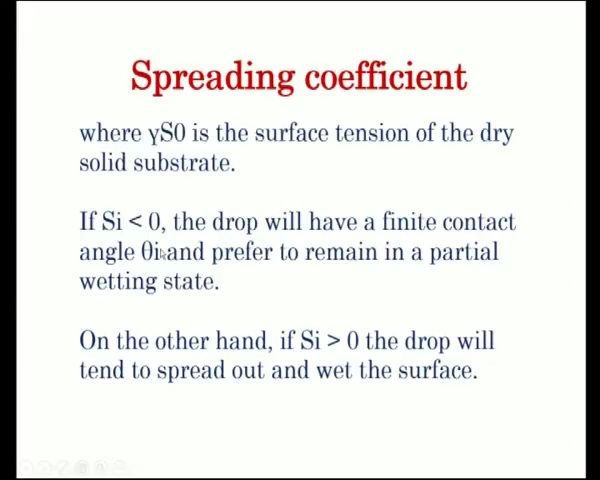 Spreading coefficient
where γS0 is the surface tension of the dry
solid substrate.
If Si < 0, the drop will have a finite contact
angle θi and prefer to remain in a partial
wetting state.
On the other hand, if Si > 0 the drop will
tend to spread out and wet the surface.